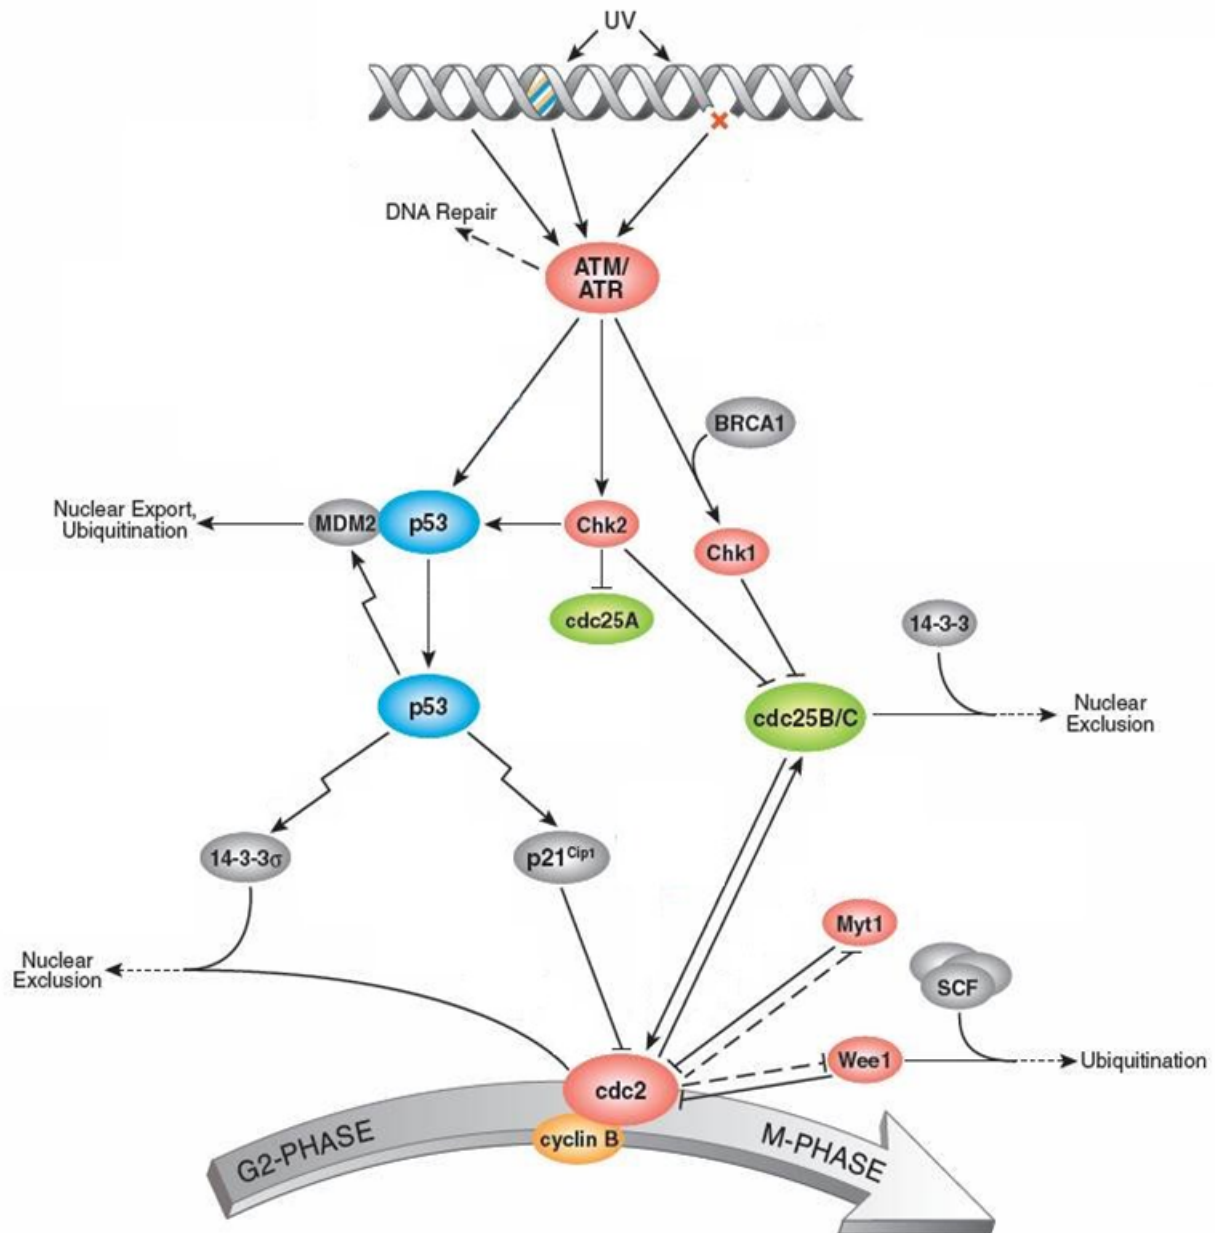 UV
DNA Repair
ATM/
ATR
BRCA1
Nuclear Export,
Ubiquitination
MDM2
p53
Chk2
Chk1
cdc25A
14-3-3
p53
cdc25B/C
Nuclear
Exclusion
14-3-3σ
p21Cip1
Myt1
Nuclear
Exclusion
SCF
Wee1
Ubiquitination
cdc2
cyclin B
G2-PHASE
M-PHASE